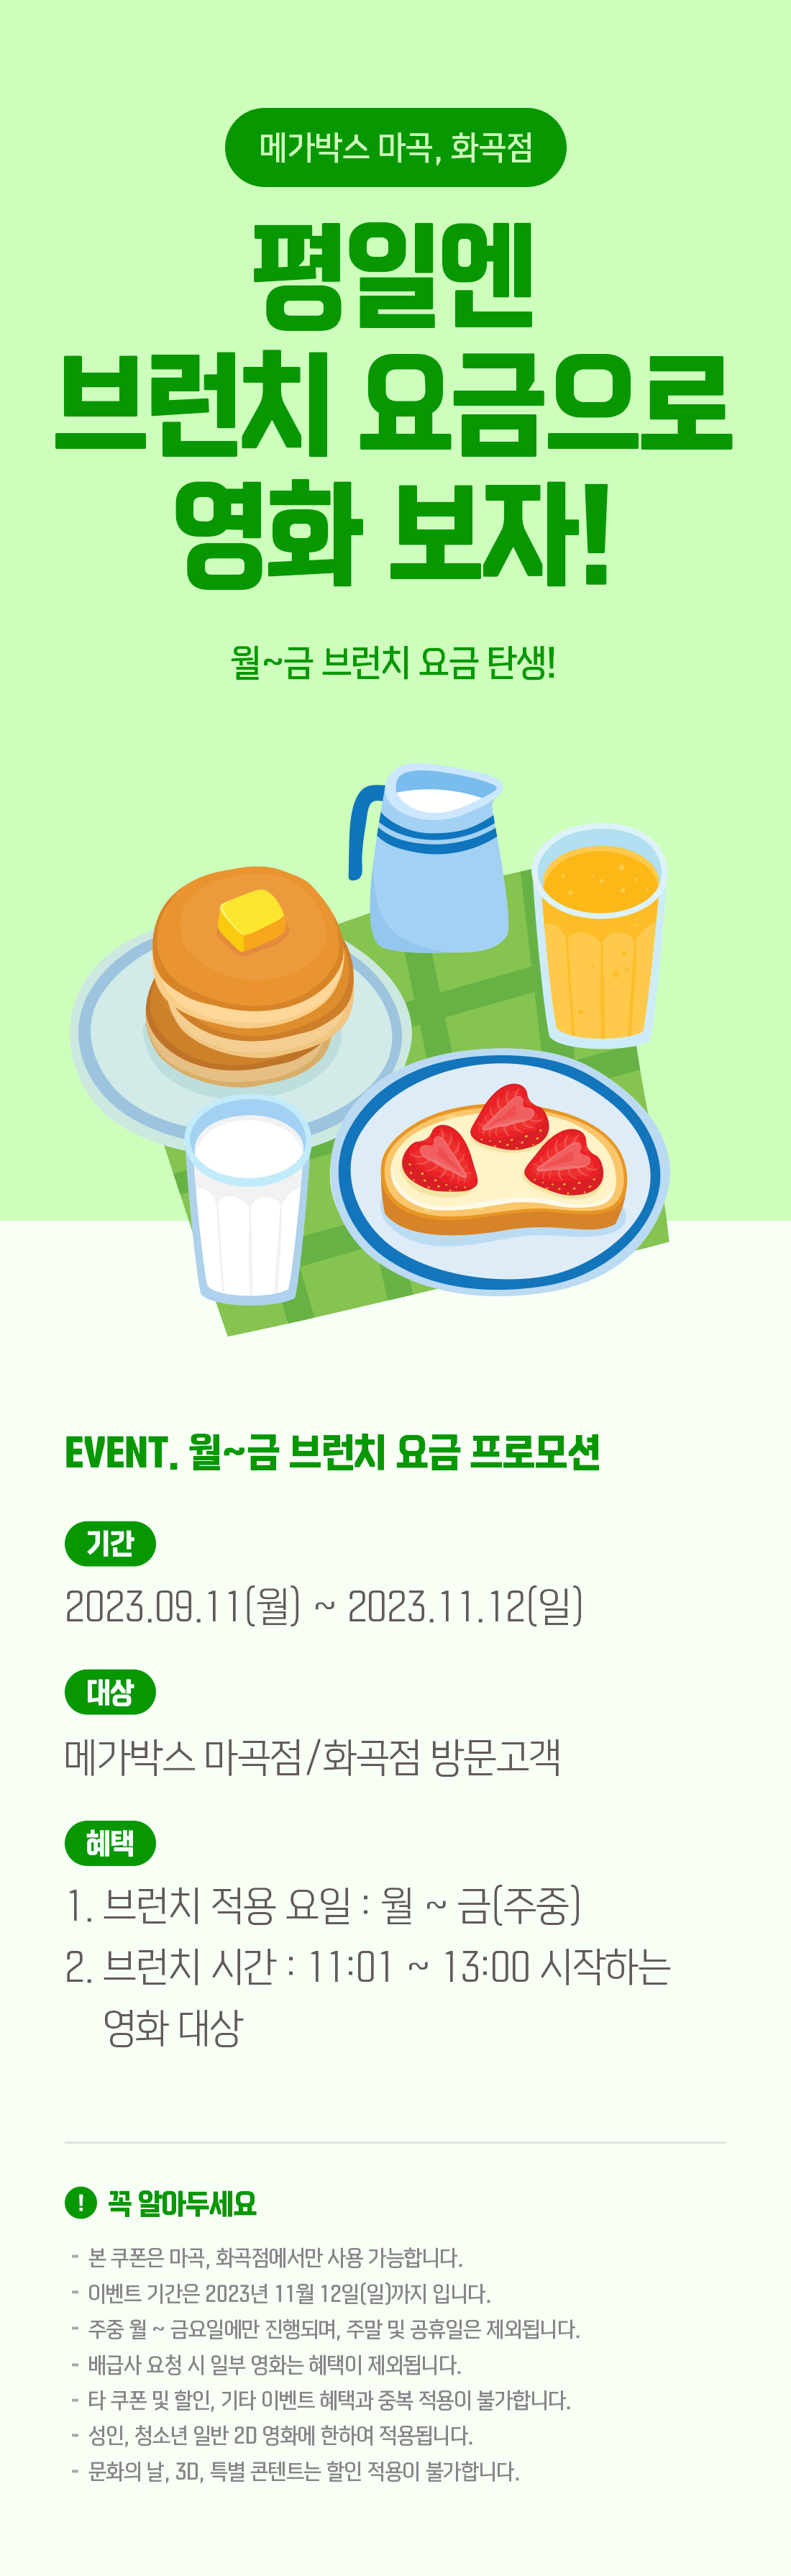 메가박스 마곡, 화곡점
평일엔
브런치 요금으로
영화 보자!
월~금 브런치 요금 탄생!
EVENT. 월~금 브런치 요금 프로모션
기간
2023.09.11(월) ~ 2023.11.12(일)
대상
메가박스 마곡점/화곡점 방문고객
혜택
1. 브런치 적용 요일 : 월 ~ 금(주중)
2. 브런치 시간 : 11:01 ~ 13:00 시작하는
영화 대상
! 꼭 알아두세요
- 본 쿠폰은 마곡, 화곡점에서만 사용 가능합니다.
- 이벤트 기간은 2023년 11월 12일(일)까지 입니다.
- 주중 월 ~ 금요일에만 진행되며, 주말 및 공휴일은 제외됩니다.
- 배급사 요청 시 일부 영화는 혜택이 제외됩니다.
- 타 쿠폰 및 할인, 기타 이벤트 혜택과 중복 적용이 불가합니다.
- 성인, 청소년 일반 2D 영화에 한하여 적용됩니다.
- 문화의 날, 3D, 특별 콘텐트는 할인 적용이 불가합니다.